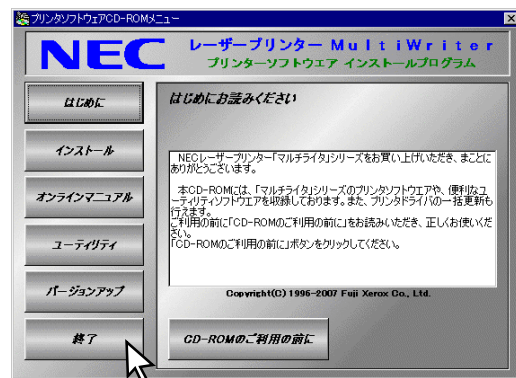 プリンタソフトウェアCD-ROMメニュー
NEC
レーザープリンター MultiWriter
プリンターソフトウエア インストールプログラム
はじめに
インストール
オンラインマニュアル
ユーティリティ
バージョンアップ
終了
はじめにお読みください
NECレーザープリンター「マルチライタ」シリーズをお買い上げいただき、まことに
ありがとうございます。
本CD-ROMには、「マルチライタ」シリーズのプリンタソフトウエアや、便利なユ
ーティリティソフトウエアを収録しております。また、プリンタドライバの一括更新も
行えます。
ご利用の前に「CD-ROMのご利用の前に」をお読みいただき、正しくお使いくだ
さい。
「CD-ROMのご利用の前に」ボタンをクリックしてください。
Copyright(C) 1996-2007 Fuji Xerox Co., Ltd.
CD-ROMのご利用の前に